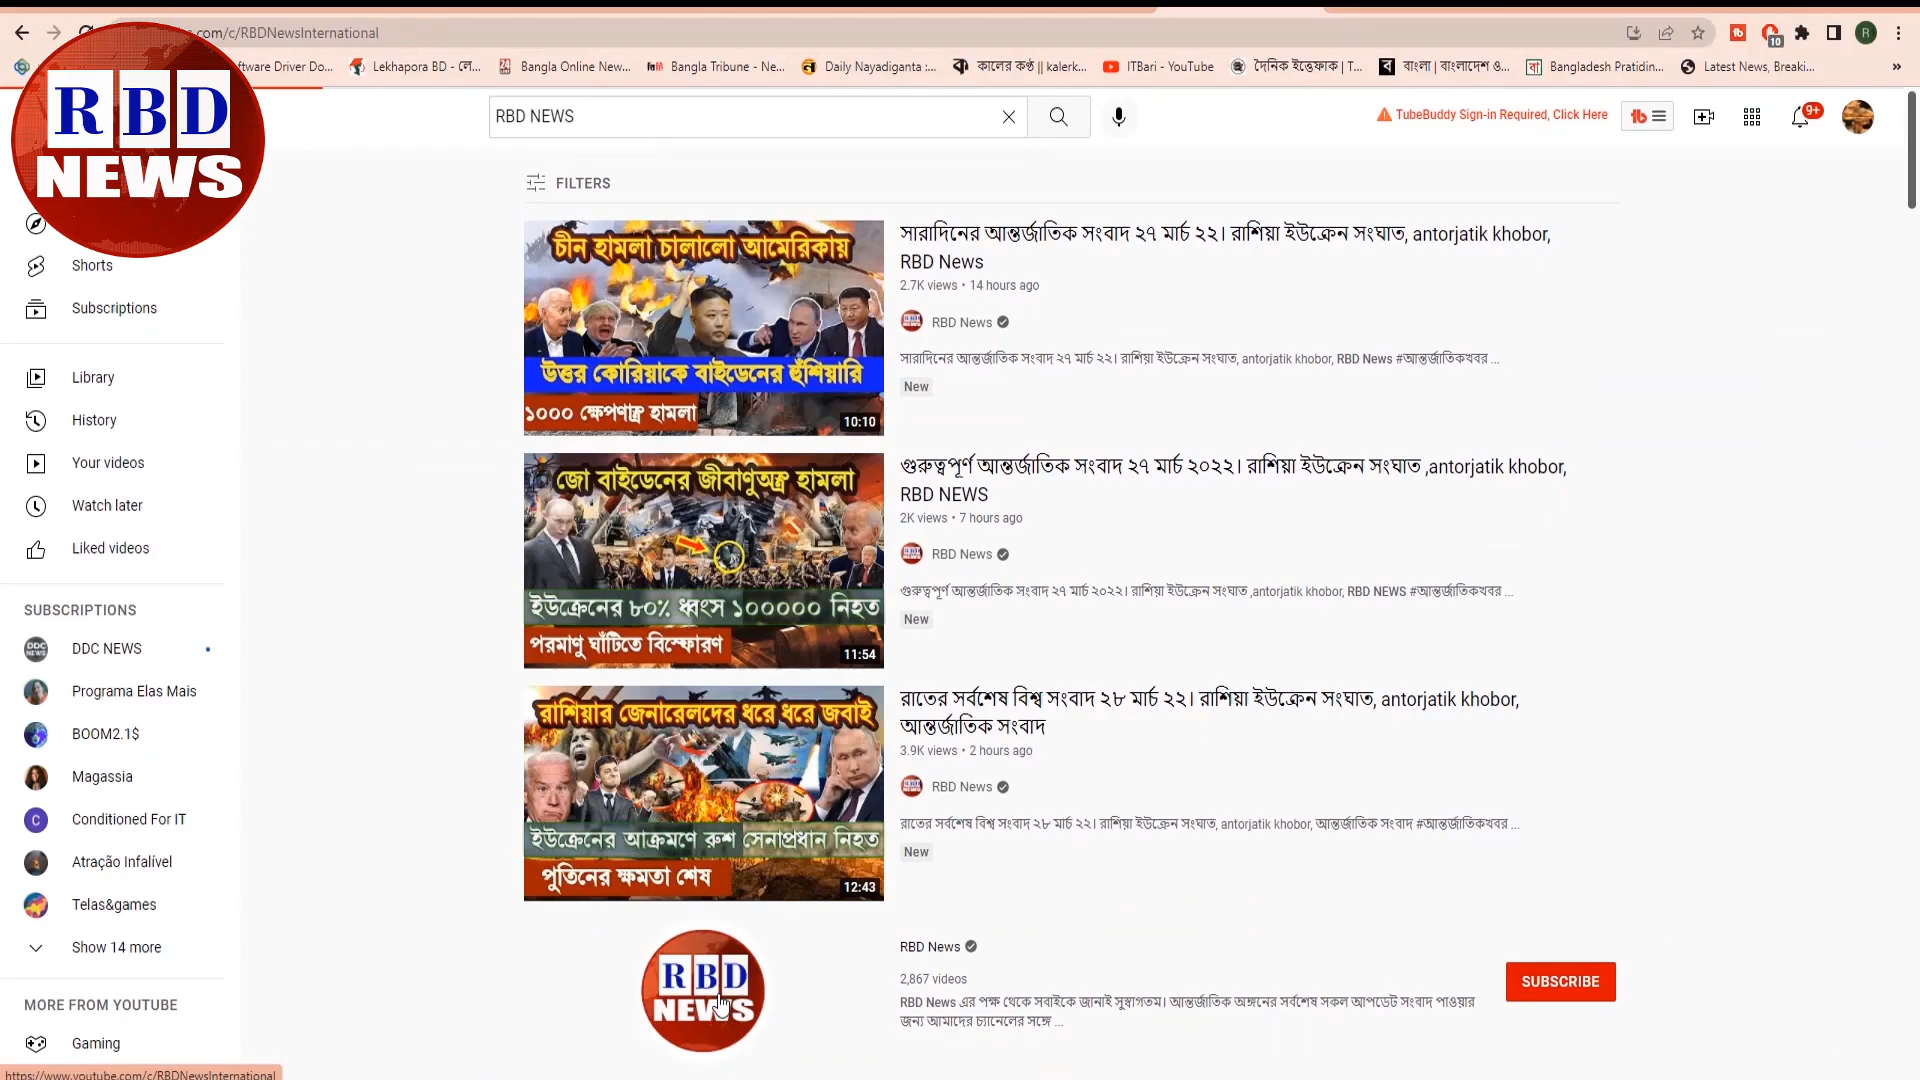 .com/c/RBDNewsInternational
10
R
ftware Driver Do...
Lekhapora BD - লে...
Bangla Online New...
Bangla Tribune - Ne...
Daily Nayadiganta :...
কালের কণ্ঠ || kalerk...
ITBari - YouTube
দৈনিক ইত্তেফাক | T...
বাংলা | বাংলাদেশ ও...
Bangladesh Pratidin...
Latest News, Breaki...
»
RBD
NEWS
RBD NEWS
TubeBuddy Sign-in Required, Click Here
9+
FILTERS
Shorts
Subscriptions
Library
History
Your videos
Watch later
Liked videos
SUBSCRIPTIONS
DDC NEWS
Programa Elas Mais
BOOM2.1$
Magassia
C
Conditioned For IT
Atração Infalível
Telas&games
Show 14 more
MORE FROM YOUTUBE
Gaming
চীন হামলা চালালো আমেরিকায়
উত্তর কোরিয়াকে বাইডেনের হুঁশিয়ারি
১০০০ ক্ষেপণাস্ত্র হামলা
10:10
সারাদিনের আন্তর্জাতিক সংবাদ ২৭ মার্চ ২২। রাশিয়া ইউক্রেন সংঘাত, antorjatik khobor,
RBD News
2.7K views • 14 hours ago
RBD News
সারাদিনের আন্তর্জাতিক সংবাদ ২৭ মার্চ ২২। রাশিয়া ইউক্রেন সংঘাত, antorjatik khobor, RBD News #আন্তর্জাতিকখবর ...
New
জো বাইডেনের জীবাণুঅস্ত্র হামলা
ইউক্রেনের ৮০% ধ্বংস ১০০০০০ নিহত
পরমাণু ঘাঁটিতে বিস্ফোরণ
11:54
গুরুত্বপূর্ণ আন্তর্জাতিক সংবাদ ২৭ মার্চ ২০২২। রাশিয়া ইউক্রেন সংঘাত ,antorjatik khobor,
RBD NEWS
2K views • 7 hours ago
RBD News
গুরুত্বপূর্ণ আন্তর্জাতিক সংবাদ ২৭ মার্চ ২০২২। রাশিয়া ইউক্রেন সংঘাত ,antorjatik khobor, RBD NEWS #আন্তর্জাতিকখবর ...
New
রাশিয়ার জেনারেলদের ধরে ধরে জবাই
ইউক্রেনের আক্রমণে রুশ সেনাপ্রধান নিহত
পুতিনের ক্ষমতা শেষ
12:43
রাতের সর্বশেষ বিশ্ব সংবাদ ২৮ মার্চ ২২। রাশিয়া ইউক্রেন সংঘাত, antorjatik khobor,
আন্তর্জাতিক সংবাদ
3.9K views • 2 hours ago
RBD News
রাতের সর্বশেষ বিশ্ব সংবাদ ২৮ মার্চ ২২। রাশিয়া ইউক্রেন সংঘাত, antorjatik khobor, আন্তর্জাতিক সংবাদ #আন্তর্জাতিকখবর ...
New
RBD
NEWS
RBD News
2,867 videos
RBD News এর পক্ষ থেকে সবাইকে জানাই সুস্বাগতম। আন্তর্জাতিক অঙ্গনের সর্বশেষ সকল আপডেট সংবাদ পাওয়ার
জন্য আমাদের চ্যানেলের সঙ্গে ...
SUBSCRIBE
https://www.youtube.com/c/RBDNewsInternational